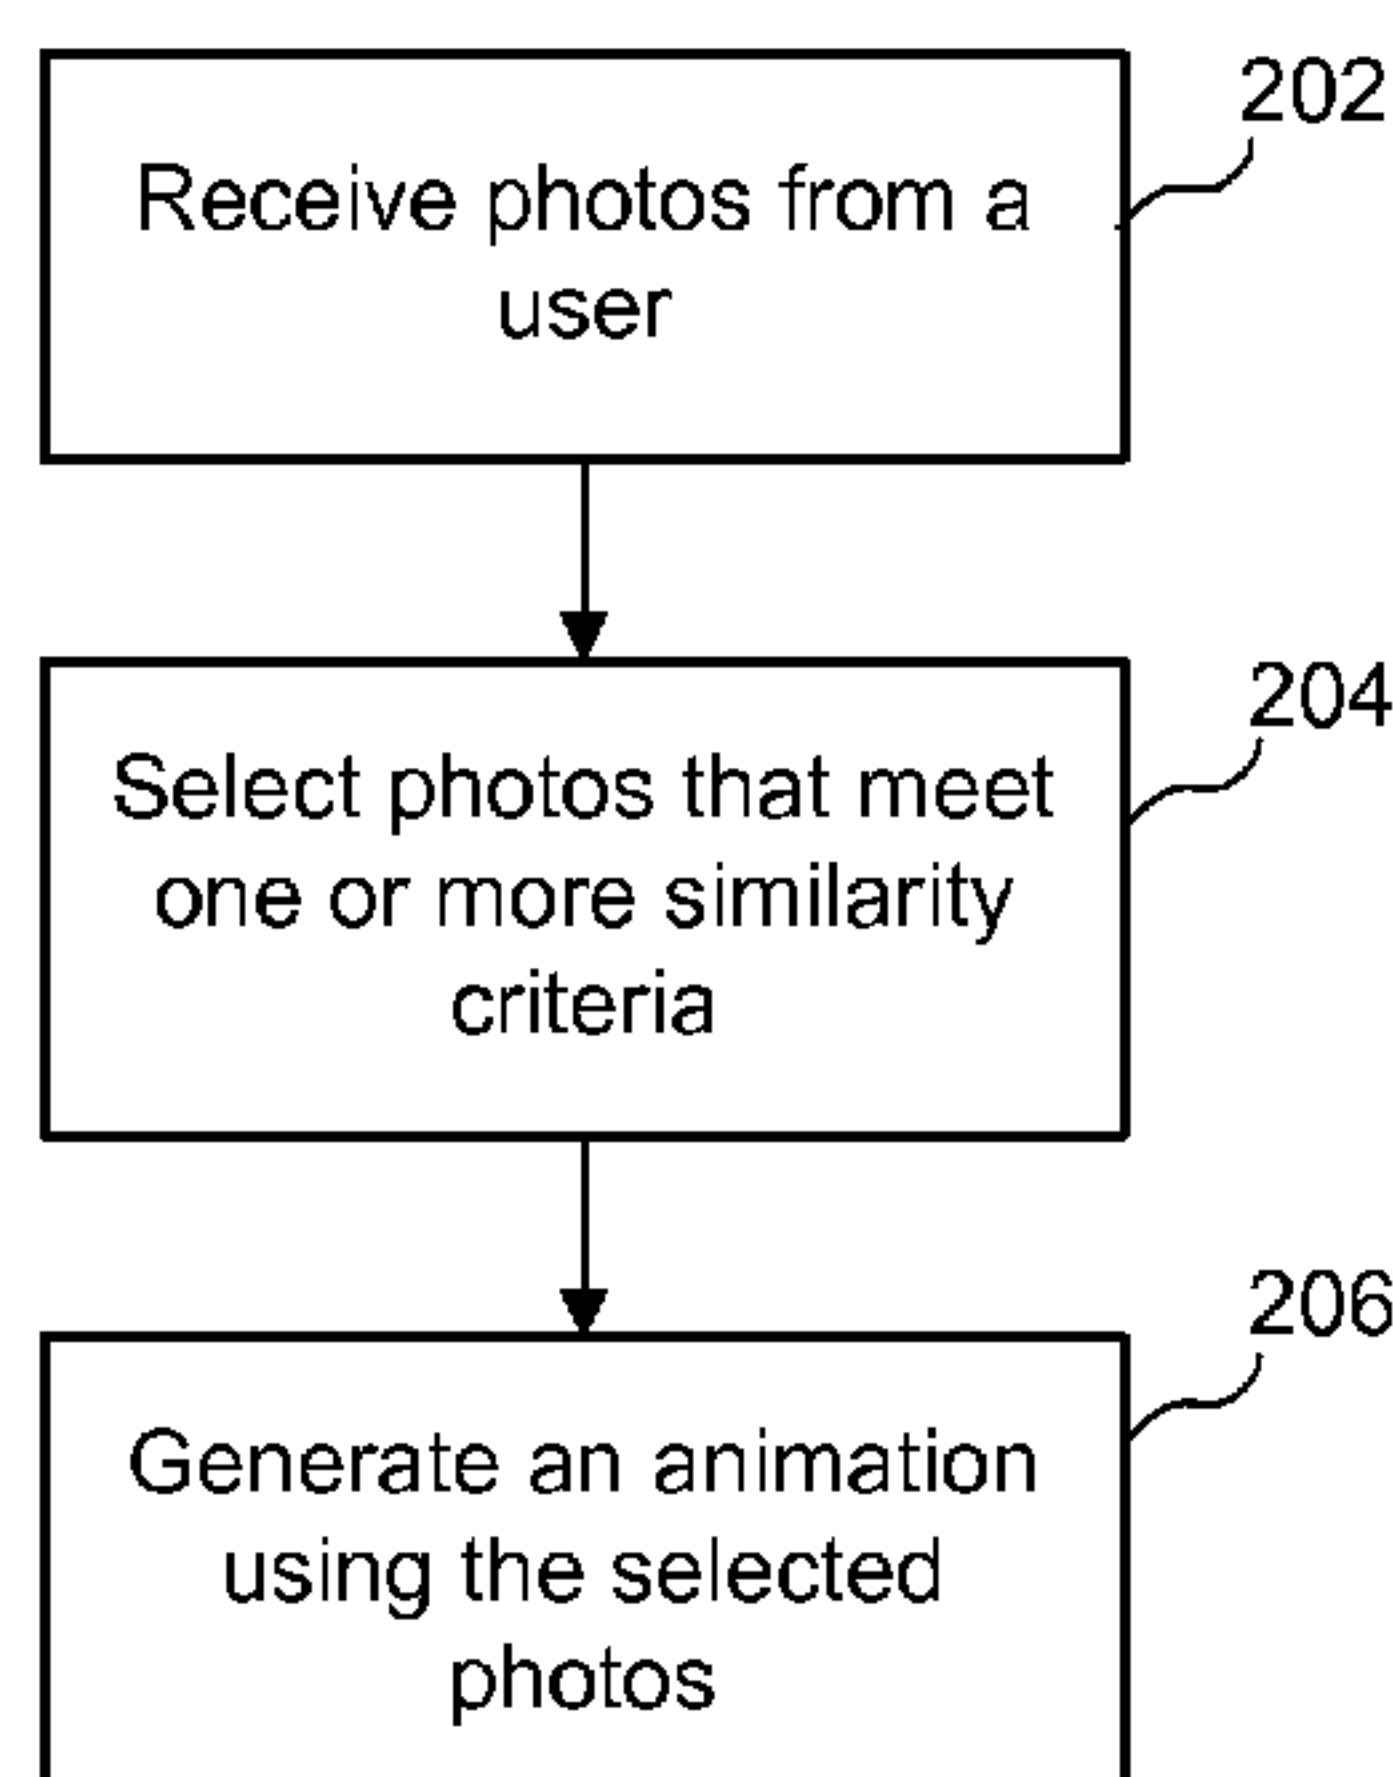 202
Receive photos from a
user
204
Select photos that meet
one or more similarity
criteria
206
Generate an animation
using the selected
photos